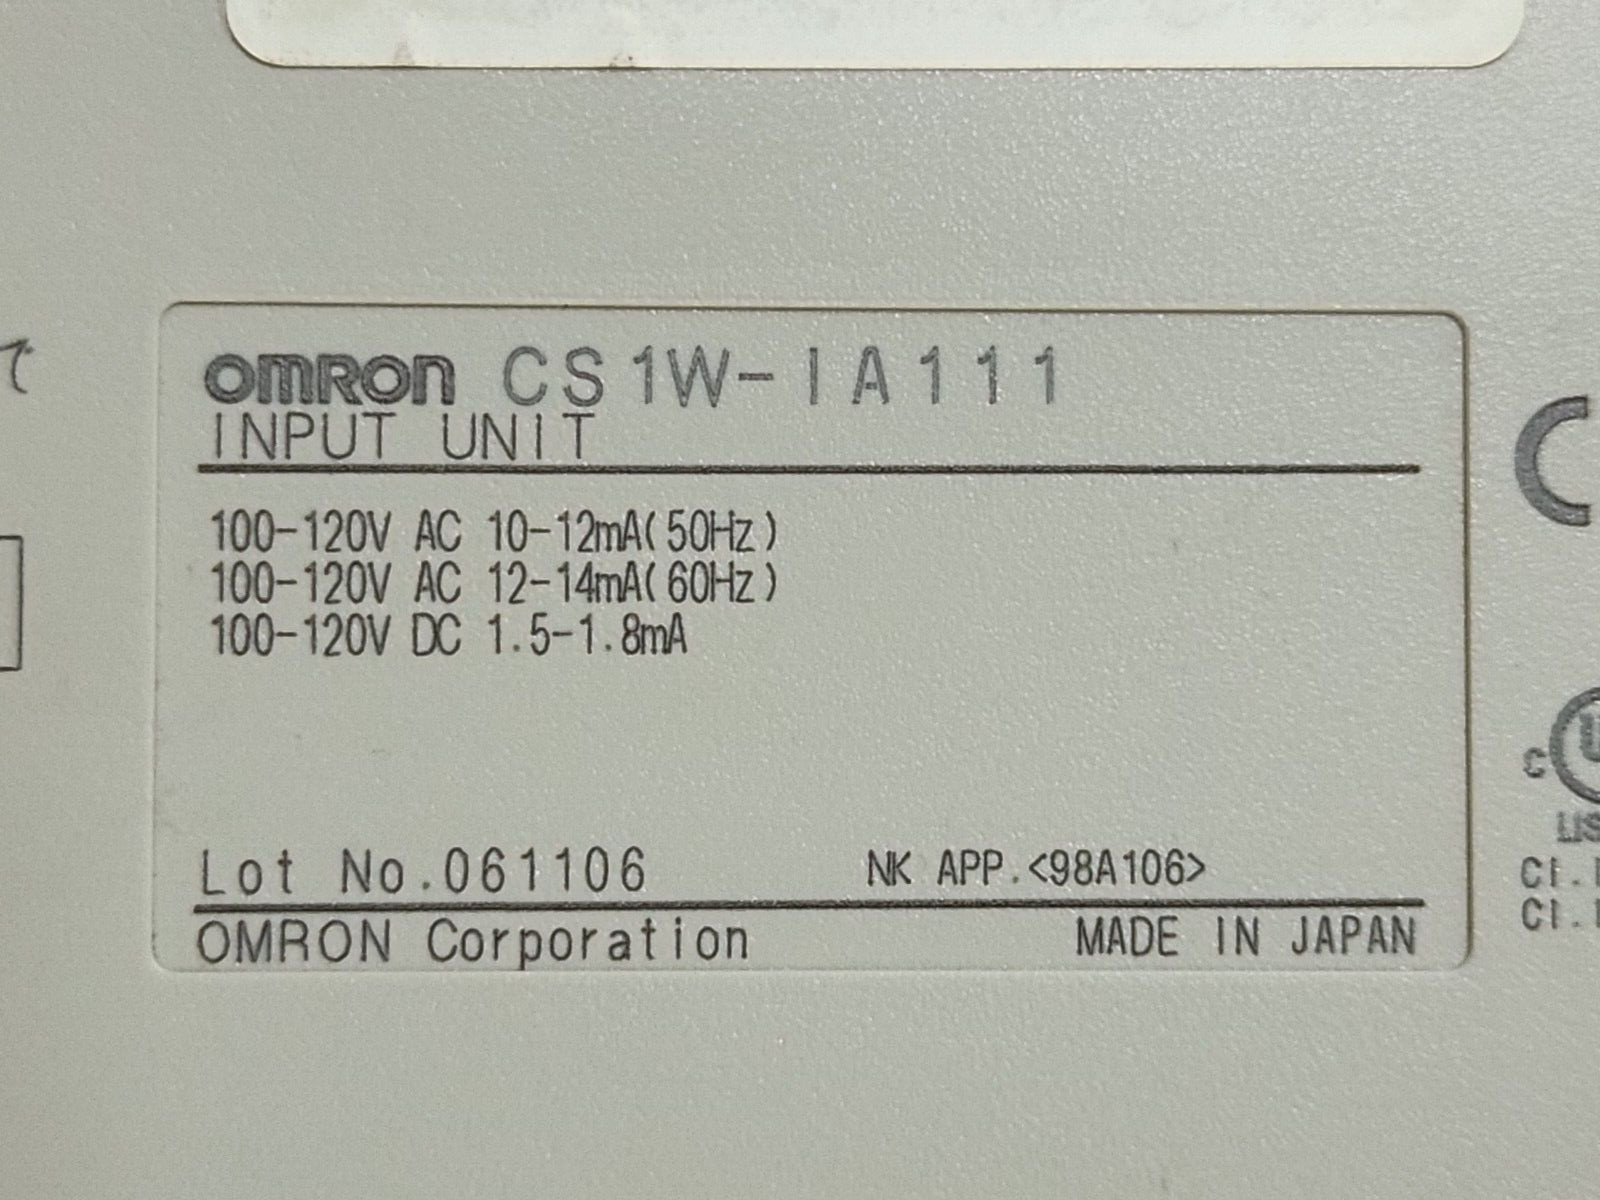 て
OMRON CS1W-IA111
INPUT UNIT
100-120V AC 10-12mA(50Hz)
100-120V AC 12-14mA(60Hz)
100-120V DC 1.5-1.8mA
Lot No.061106 NK APP.<98A106>
OMRON Corporation MADE IN JAPAN
C
C